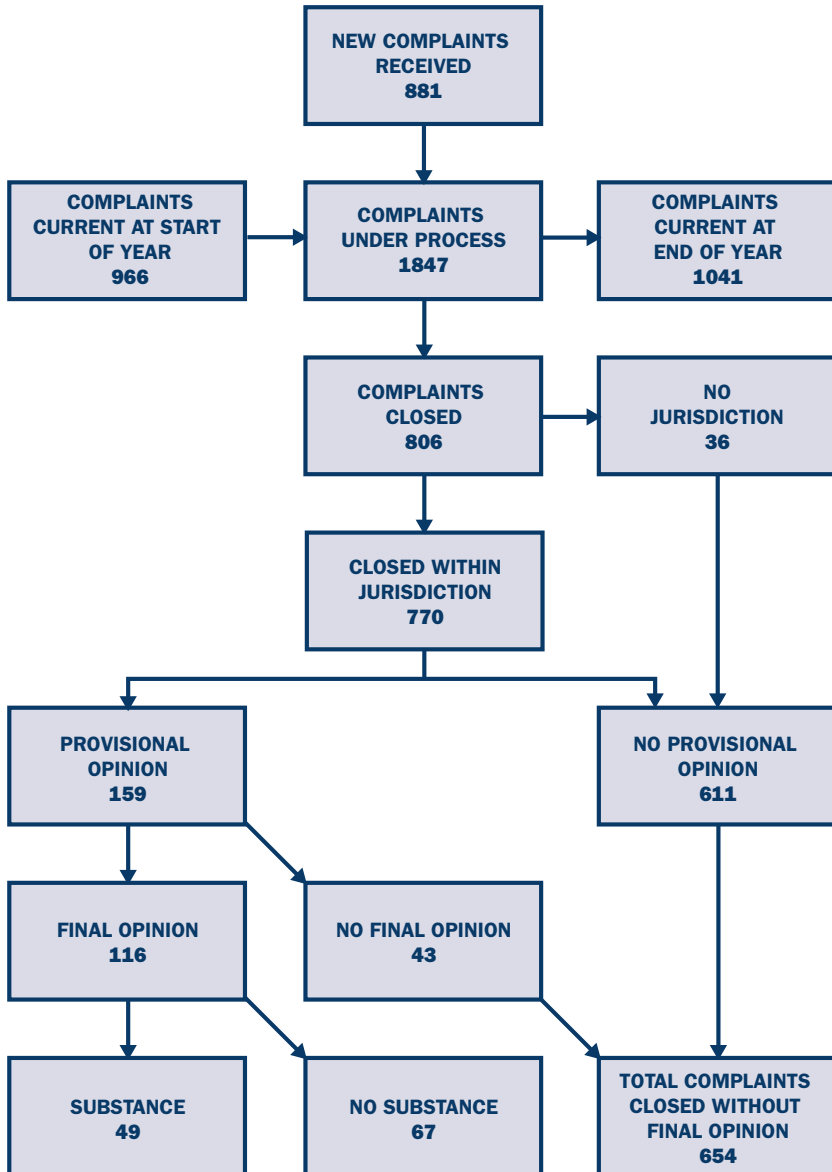 NEW COMPLAINTS
RECEIVED
881
COMPLAINTS
CURRENT AT START
OF YEAR
966
COMPLAINTS
UNDER PROCESS
1847
COMPLAINTS
CURRENT AT
END OF YEAR
1041
COMPLAINTS
CLOSED
806
NO
JURISDICTION
36
CLOSED WITHIN
JURISDICTION
770
PROVISIONAL
OPINION
159
NO PROVISIONAL
OPINION
611
FINAL OPINION
116
NO FINAL OPINION
43
SUBSTANCE
49
NO SUBSTANCE
67
TOTAL COMPLAINTS
CLOSED WITHOUT
FINAL OPINION
654